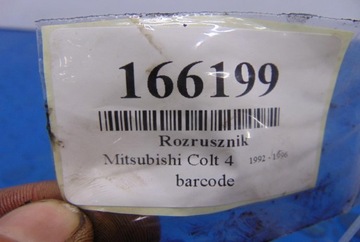 166199
Rozrusznik
Mitsubishi Colt 4 1992 - 1996
barcode